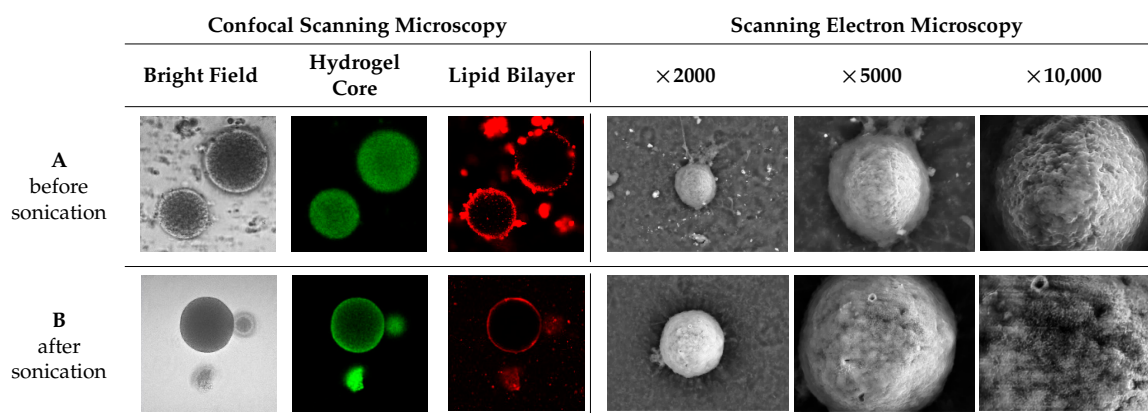 Confocal Scanning Microscopy Scanning Electron Microscopy
Bright Field Hydrogel Core Lipid Bilayer ×2000 ×5000 ×10,000
A
before
sonication
B
after
sonication